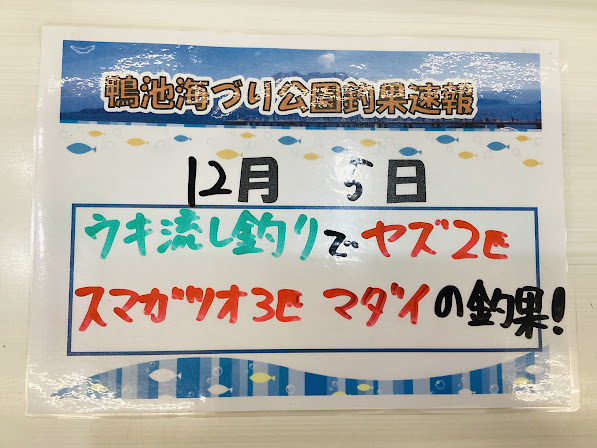 鴨池海づり公園釣果速報
12月 5日
ウキ流し釣りでヤズ2匹
スマガツオ3匹 マダイの釣果!